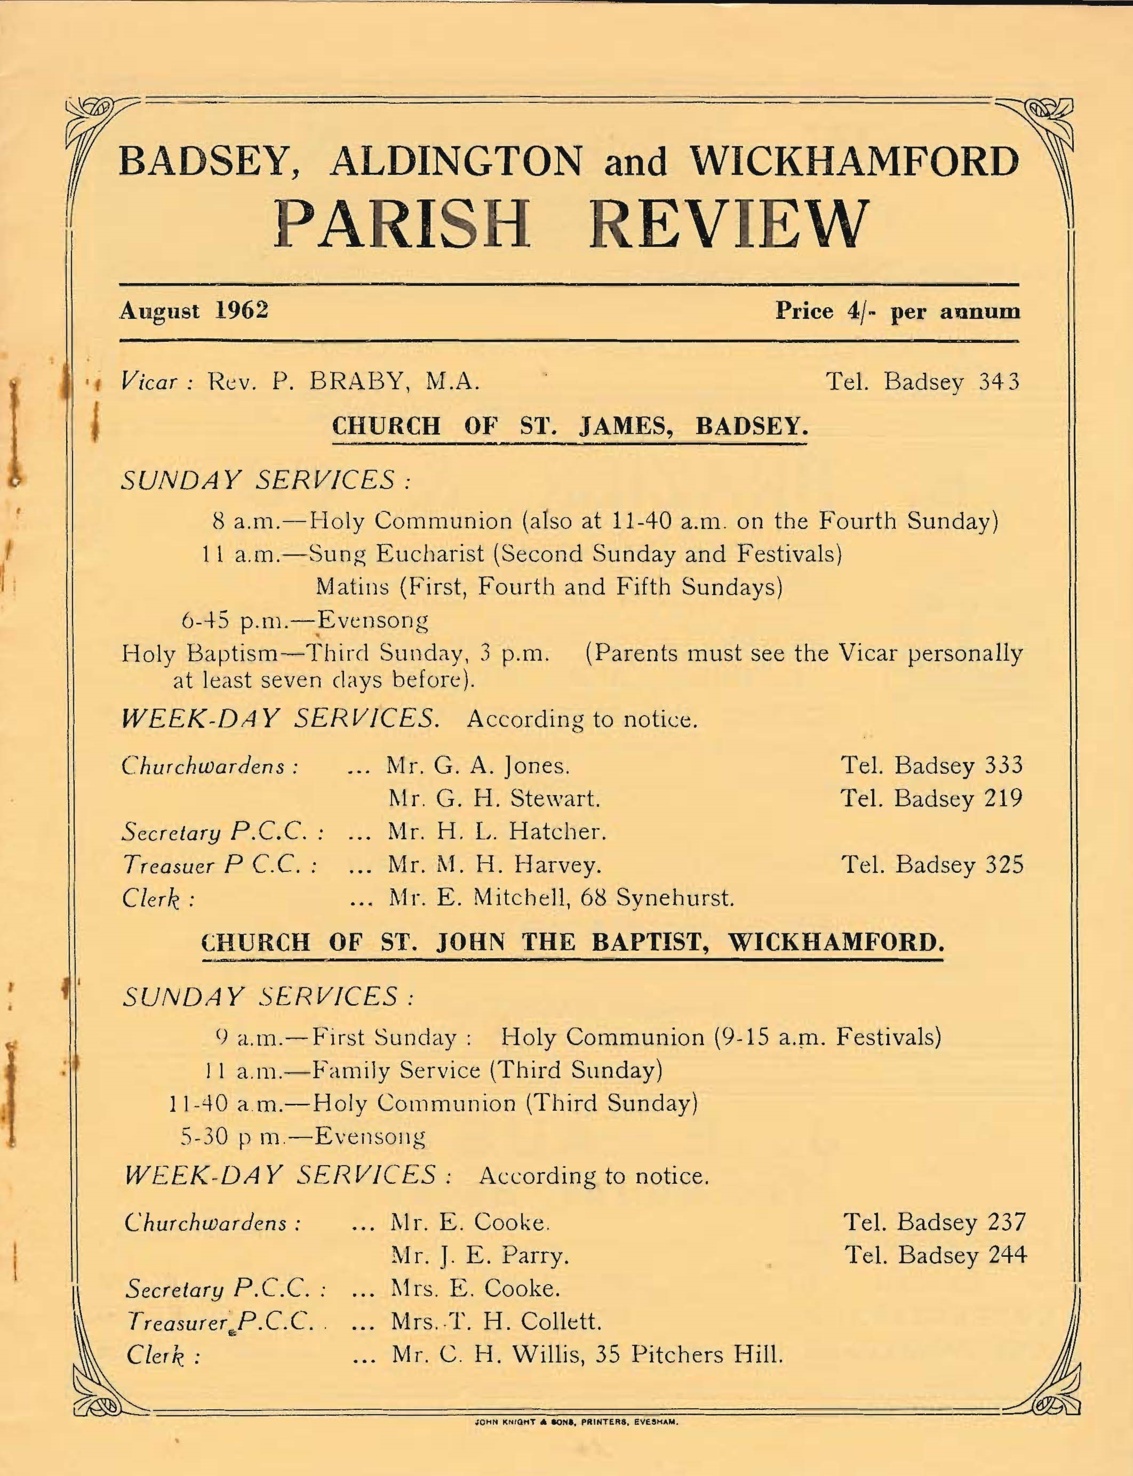 BADSEY, ALDINGTON and WICKHAMFORD
PARISH REVIEW
August 1962 Price 4/- per annum
Vicar : Rev. P. BRABY, M.A. Tel. Badsey 343
CHURCH OF ST. JAMES, BADSEY.
SUNDAY SERVICES :
8 a.m.—Holy Communion (also at 11-40 a.m. on the Fourth Sunday)
11 a.m.—Sung Eucharist (Second Sunday and Festivals)
Matins (First, Fourth and Fifth Sundays)
6-45 p.m.—Evensong
Holy Baptism—Third Sunday, 3 p.m. (Parents must see the Vicar personally
at least seven days before).
WEEK-DAY SERVICES. According to notice.
Churchwardens : ... Mr. G. A. Jones. Tel. Badsey 333
Mr. G. H. Stewart. Tel. Badsey 219
Secretary P.C.C. : ... Mr. H. L. Hatcher.
Treasuer P C.C. : ... Mr. M. H. Harvey. Tel. Badsey 325
Clerk : ... Mr. E. Mitchell, 68 Synehurst.
CHURCH OF ST. JOHN THE BAPTIST, WICKHAMFORD.
SUNDAY SERVICES :
9 a.m.—First Sunday : Holy Communion (9-15 a.m. Festivals)
11 a.m.—Family Service (Third Sunday)
11-40 a.m.—Holy Communion (Third Sunday)
5-30 p m.—Evensong
WEEK-DAY SERVICES : According to notice.
Churchwardens : ... Mr. E. Cooke. Tel. Badsey 237
Mr. J. E. Parry. Tel. Badsey 244
Secretary P.C.C. : ... Mrs. E. Cooke.
Treasurer P.C.C. . ... Mrs. T. H. Collett.
Clerk : ... Mr. C. H. Willis, 35 Pitchers Hill.
JOHN KNIGHT & SONS, PRINTERS, EVESHAM.